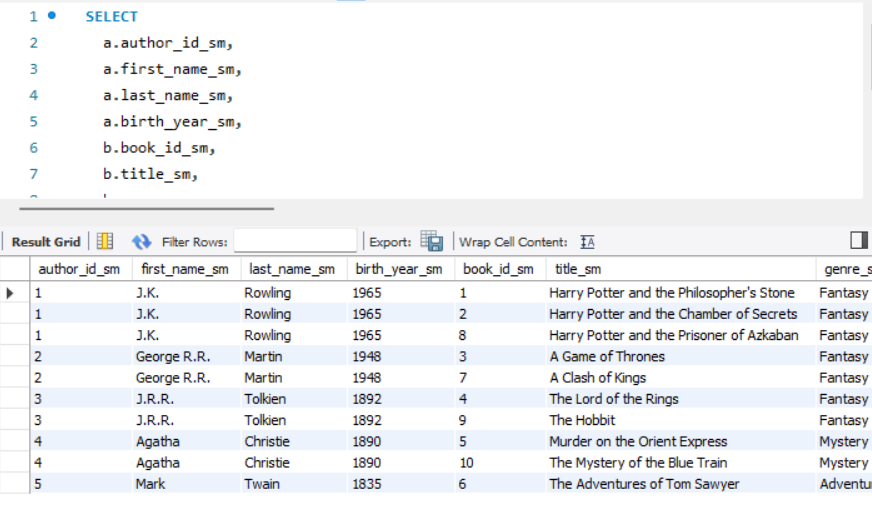 1 SELECT
2 a.author_id_sm,
3 a.first_name_sm,
4 a.last_name_sm,
5 a.birth_year_sm,
6 b.book_id_sm,
7 b.title_sm,
Result Grid Filter Rows: Export: Wrap Cell Content: IA
author_id_sm first_name_sm last_name_sm birth_year_sm book_id_sm title_sm genre_s
1 J.K. Rowling 1965 1 Harry Potter and the Philosopher's Stone Fantasy
1 J.K. Rowling 1965 2 Harry Potter and the Chamber of Secrets Fantasy
1 J.K. Rowling 1965 8 Harry Potter and the Prisoner of Azkaban Fantasy
2 George R.R. Martin 1948 3 A Game of Thrones Fantasy
2 George R.R. Martin 1948 7 A Clash of Kings Fantasy
3 J.R.R. Tolkien 1892 4 The Lord of the Rings Fantasy
3 J.R.R. Tolkien 1892 9 The Hobbit Fantasy
4 Agatha Christie 1890 5 Murder on the Orient Express Mystery
4 Agatha Christie 1890 10 The Mystery of the Blue Train Mystery
5 Mark Twain 1835 6 The Adventures of Tom Sawyer Adventu